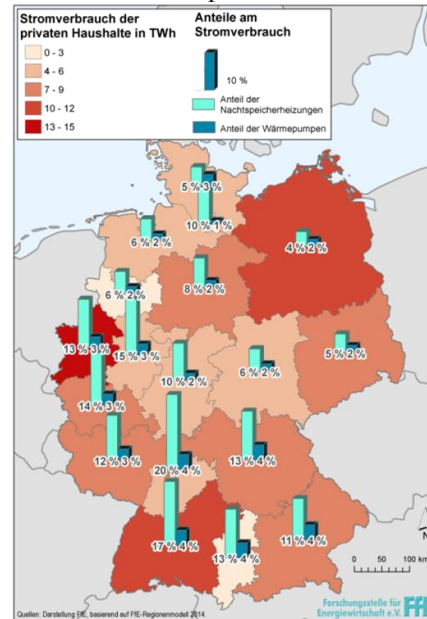 Stromverbrauch der
privaten Haushalte in TWh
0 - 3
4 - 6
7 - 9
10 - 12
13 - 15
Anteile am
Stromverbrauch
10 %
Anteil der
Nachtspeicherheizungen
Anteil der Wärmepumpen
5 % 3 %
10 % 1 %
6 % 2 %
4 % 2 %
8 % 2 %
6 % 2 %
13 % 3 %
15 % 3 %
5 % 2 %
6 % 2 %
10 % 2 %
14 % 3 %
12 % 3 %
13 % 4 %
20 % 4 %
11 % 4 %
17 % 4 %
13 % 4 %
N
0 50 100 km
Quellen: Darstellung FfE, basierend auf FfE-Regionenmodell 2014.
Forschungsstelle für
Energiewirtschaft e.V. FfE